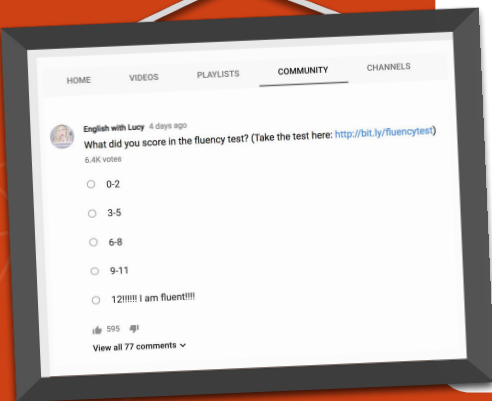 HOME VIDEOS PLAYLISTS COMMUNITY CHANNELS
English with Lucy 4 days ago
What did you score in the fluency test? (Take the test here: http://bit.ly/fluencytest)
6.4K votes
0-2
3-5
6-8
9-11
12!!!!!! I am fluent!!!!
595
View all 77 comments